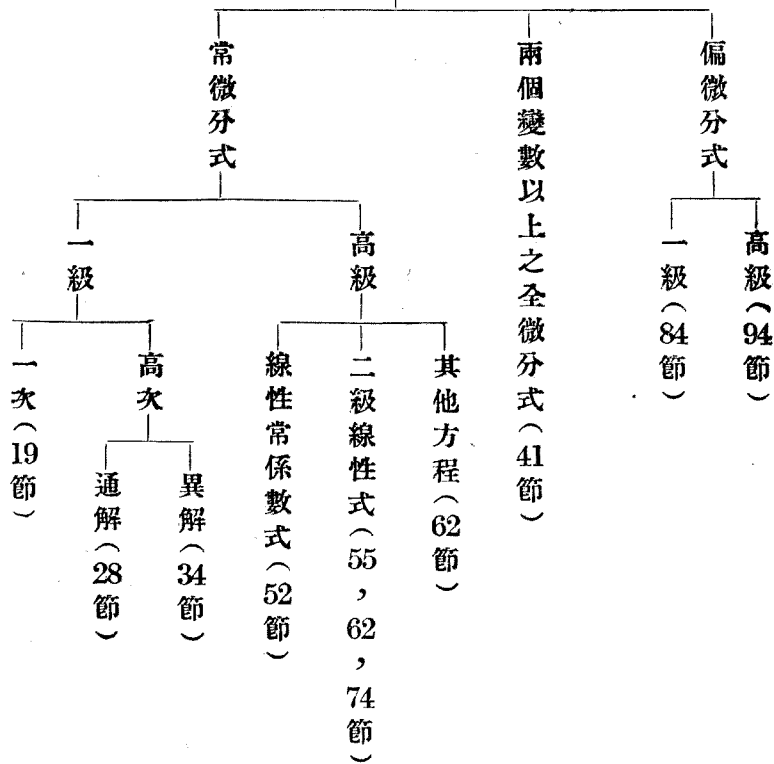 偏微分式
兩個變數以上之全微分式（41節）
常微分式
高級（94節）
一級（84節）
高級
一級
其他方程（62節）
二級線性式（55，62，74節）
線性常係數式（52節）
高次
一次（19節）
異解（34節）
通解（28節）